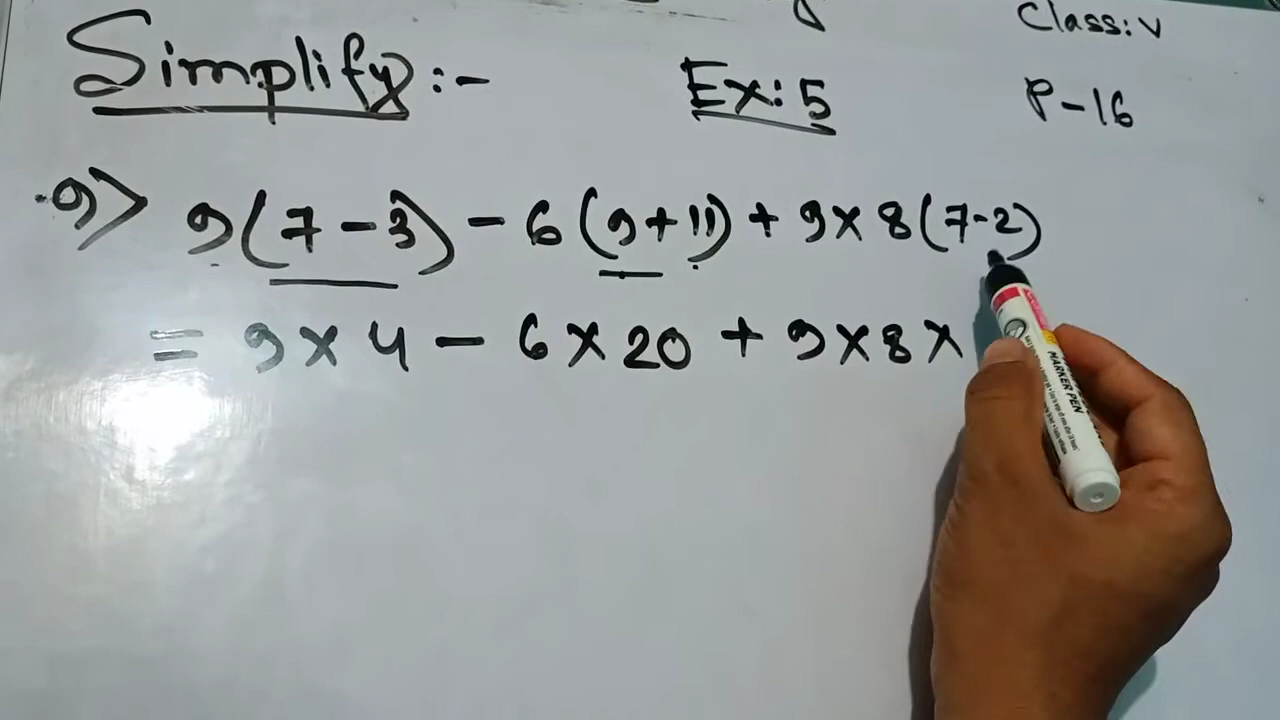 Class: V
Simplify:-
Ex: 5
P-16
9> 9(7-3)-6(9+11)+9×8(7-2)
= 9×4-6×20+9×8×
MARKER PEN